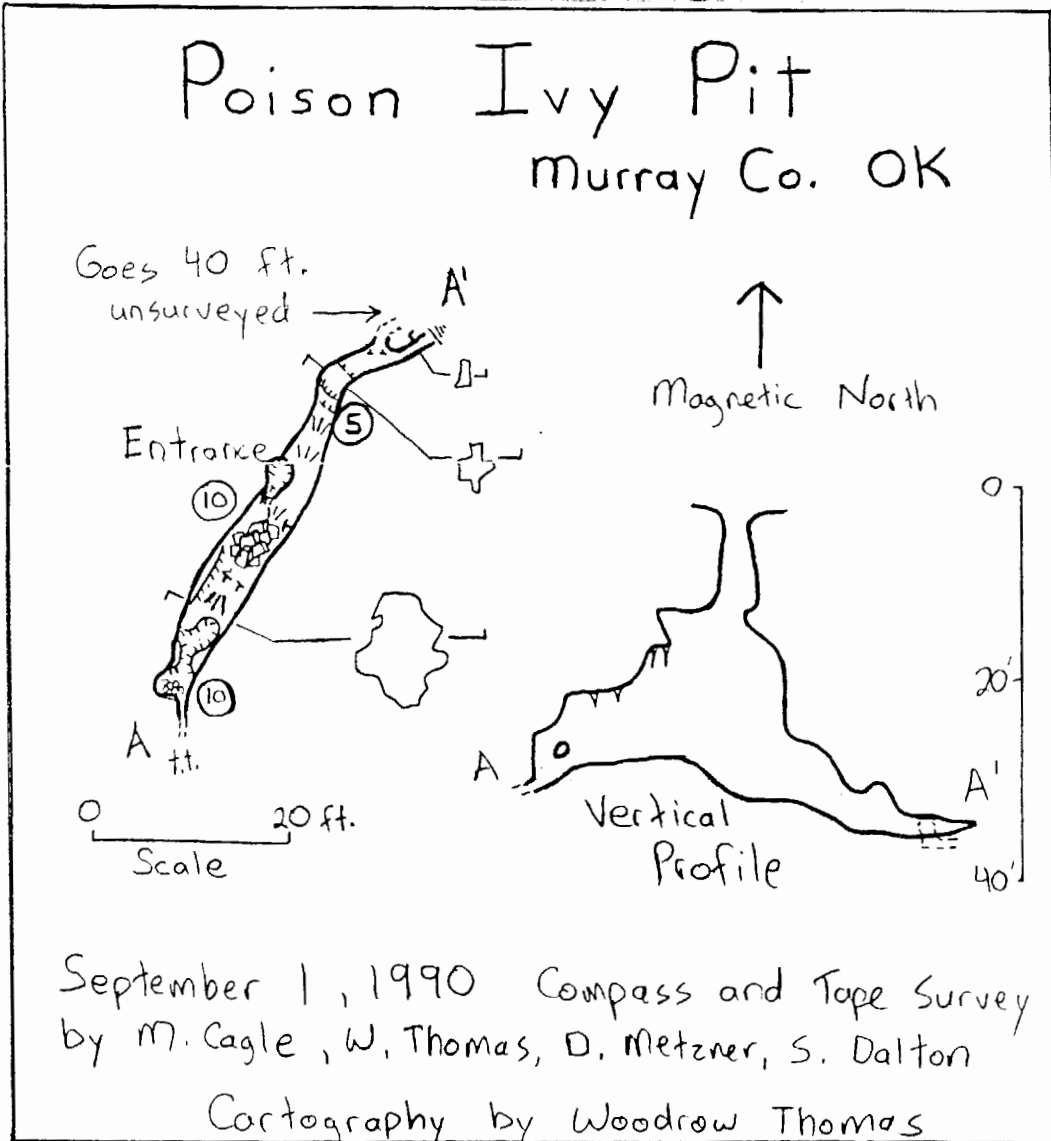 Poison Ivy Pit
Murray Co. OK
Goes 40 ft.
unsurveyed
A'
Magnetic North
5
Entrance
10
10
A
t.t.
0 20 ft.
Scale
0
20'
40'
A
A'
Vertical
Profile
September 1, 1990 Compass and Tape Survey
by M. Cagle, W. Thomas, D. Metzner, S. Dalton
Cartography by Woodrow Thomas